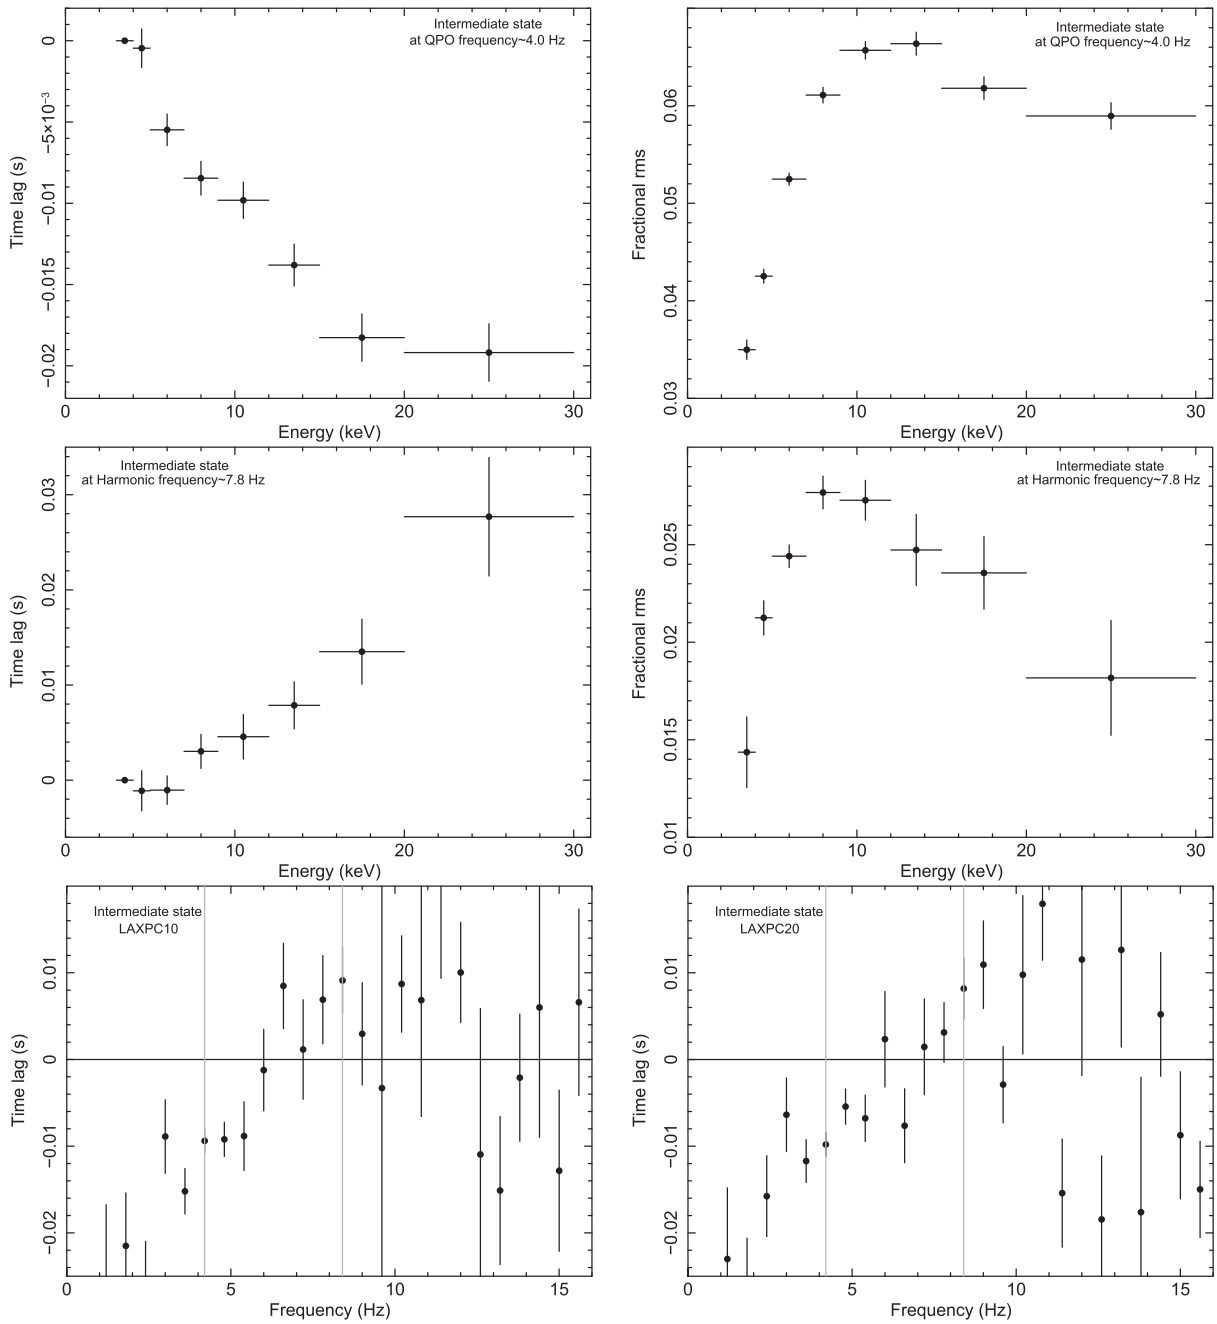 Intermediate state
at QPO frequency~4.0 Hz
0
−5×10⁻³
−0.01
−0.015
−0.02
Time lag (s)
0 10 20 30
Energy (keV)
Intermediate state
at QPO frequency~4.0 Hz
0.06
0.05
0.04
0.03
Fractional rms
0 10 20 30
Energy (keV)
Intermediate state
at Harmonic frequency~7.8 Hz
0.03
0.02
0.01
0
Time lag (s)
0 10 20 30
Energy (keV)
Intermediate state
at Harmonic frequency~7.8 Hz
0.025
0.02
0.015
0.01
Fractional rms
0 10 20 30
Energy (keV)
Intermediate state
LAXPC10
0.01
0
−0.01
−0.02
Time lag (s)
0 5 10 15
Frequency (Hz)
Intermediate state
LAXPC20
0.01
0
−0.01
−0.02
Time lag (s)
0 5 10 15
Frequency (Hz)